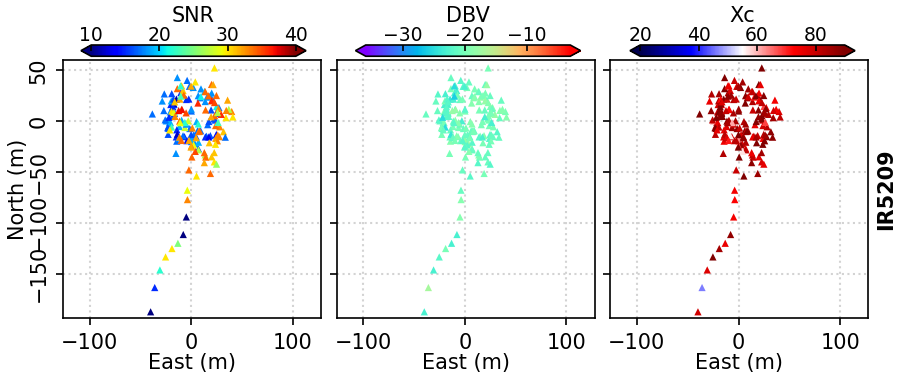 SNR DBV Xc
10 20 30 40 −30 −20 −10 20 40 60 80
50
0
−50
−100
−150
North (m)
IR5209
−100 0 100 −100 0 100 −100 0 100
East (m) East (m) East (m)